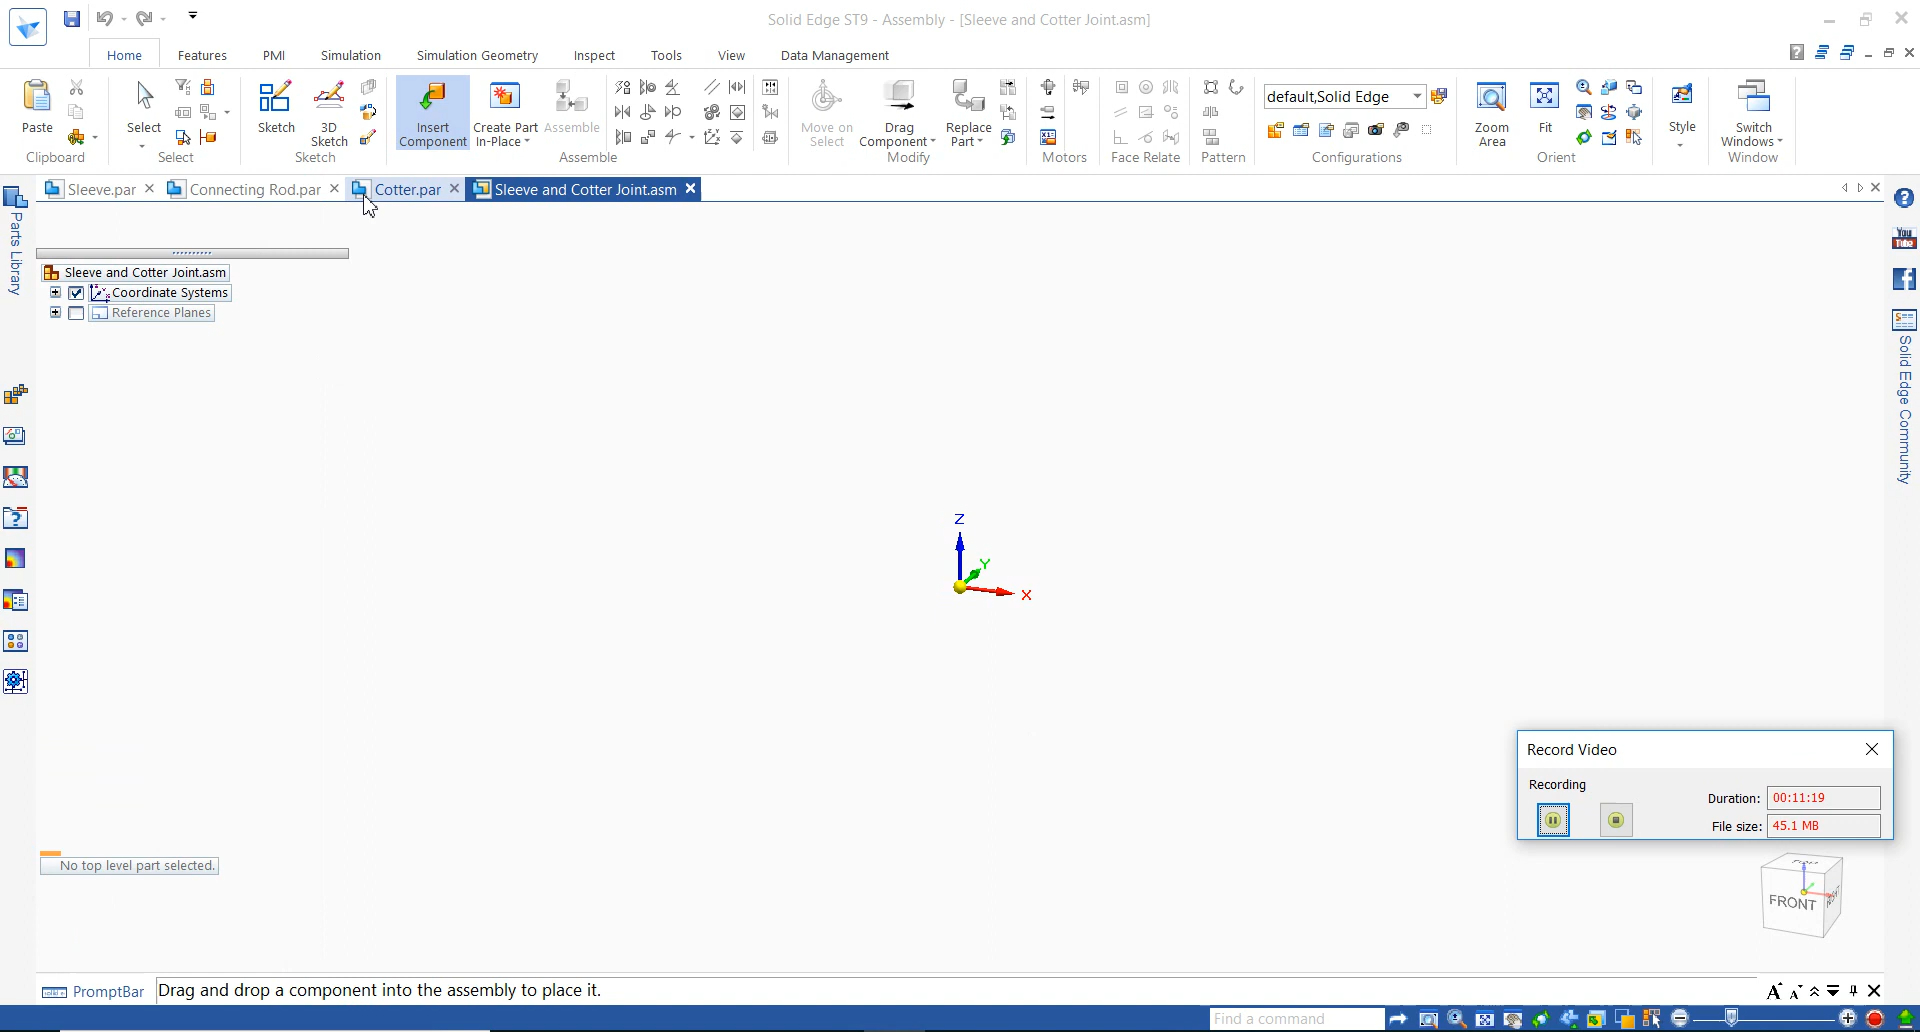 Solid Edge ST9 - Assembly - [Sleeve and Cotter Joint.asm]
Home Features PMI Simulation Simulation Geometry Inspect Tools View Data Management
Paste
Clipboard
Select
Select
Sketch
3D Sketch
Sketch
Insert Component
Create Part In-Place
Assemble
Assemble
Move on Select
Drag Component
Replace Part
Modify
Motors
Face Relate
Pattern
default,Solid Edge
Configurations
Zoom Area
Fit
Orient
Style
Switch Windows
Window
Sleeve.par Connecting Rod.par Cotter.par Sleeve and Cotter Joint.asm
Parts Library
Sleeve and Cotter Joint.asm
Coordinate Systems
Reference Planes
You Tube
Solid Edge Community
Z
Y
X
Record Video
Recording
Duration: 00:11:19
File size: 45.1 MB
No top level part selected.
FRONT
PromptBar Drag and drop a component into the assembly to place it.
Find a command